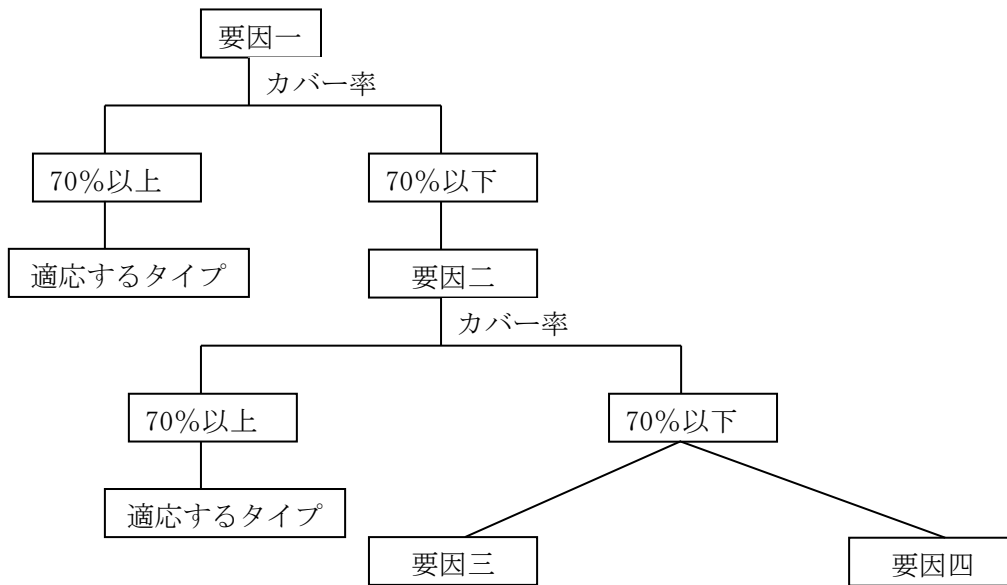 要因一
カバー率
70％以上
70％以下
適応するタイプ
要因二
カバー率
70％以上
70％以下
適応するタイプ
要因三
要因四